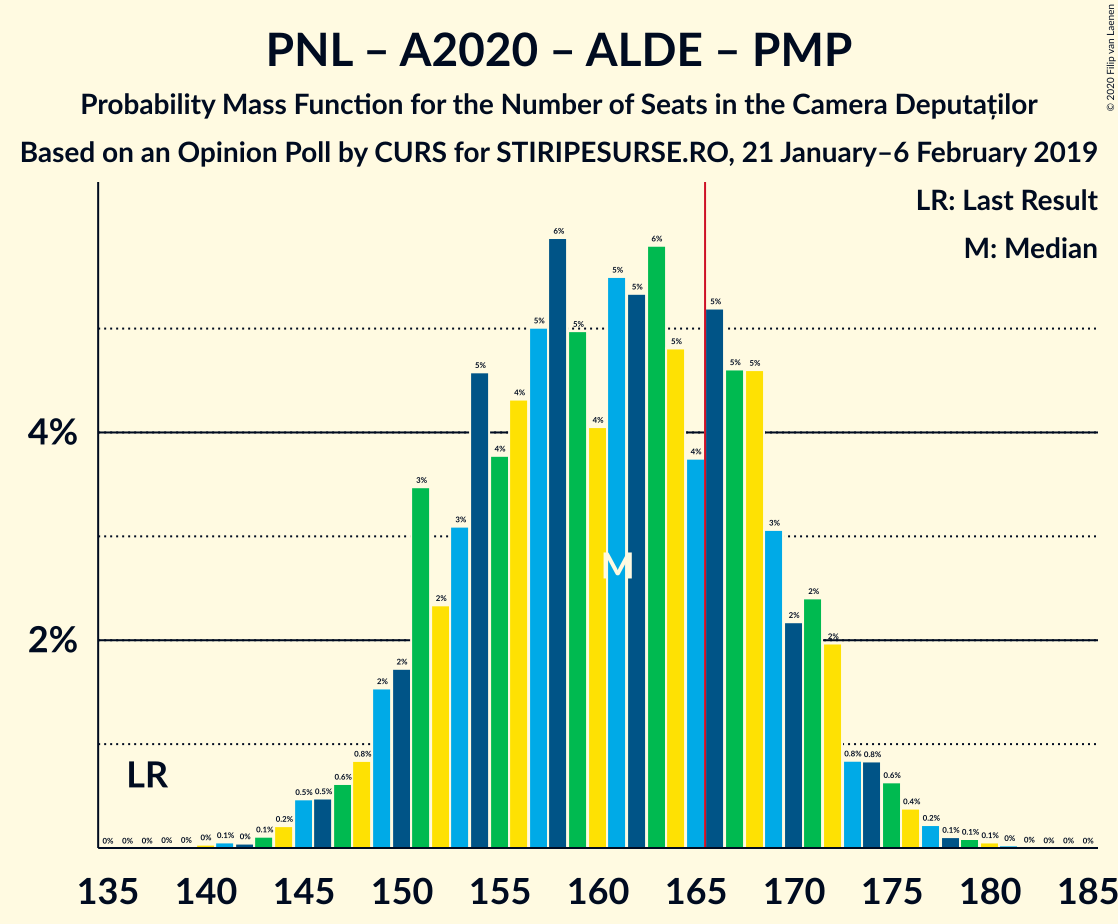 PNL – A2020 – ALDE – PMP
Probability Mass Function for the Number of Seats in the Camera Deputaților
Based on an Opinion Poll by CURS for STIRIPESURSE.RO, 21 January–6 February 2019
© 2020 Filip van Laenen
LR: Last Result
M: Median
4%
2%
LR
M
0% 0% 0% 0% 0% 0% 0.1% 0% 0.1% 0.2% 0.5% 0.5% 0.6% 0.8% 2% 2% 3% 2% 3% 5% 4% 4% 5% 6% 5% 4% 5% 5% 6% 5% 4% 5% 5% 5% 3% 2% 2% 2% 0.8% 0.8% 0.6% 0.4% 0.2% 0.1% 0.1% 0.1% 0% 0% 0% 0% 0%
135 140 145 150 155 160 165 170 175 180 185